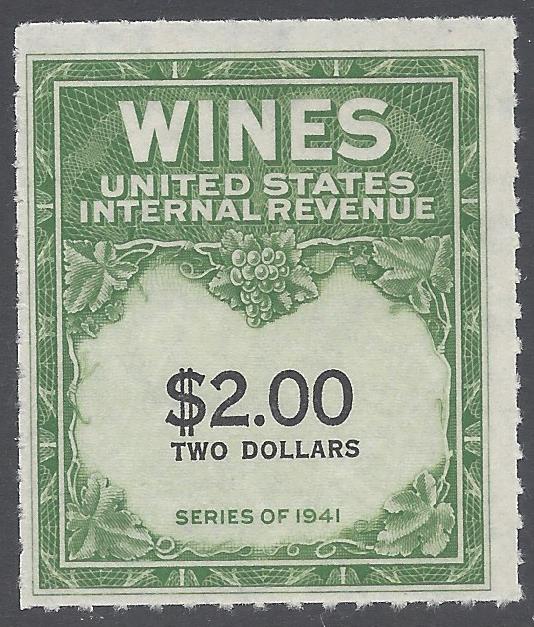 WINES
UNITED STATES
INTERNAL REVENUE
$2.00
TWO DOLLARS
SERIES OF 1941